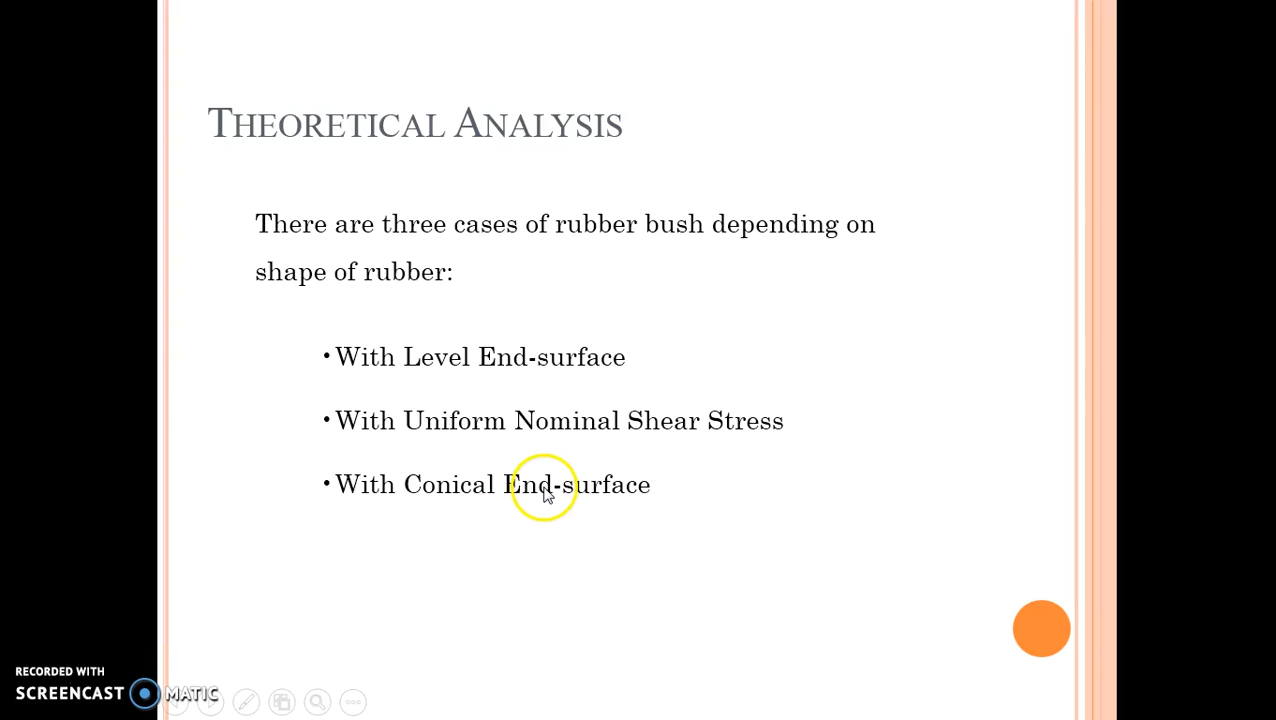 THEORETICAL ANALYSIS
There are three cases of rubber bush depending on
shape of rubber:
•With Level End-surface
•With Uniform Nominal Shear Stress
•With Conical End-surface
RECORDED WITH
SCREENCAST MATIC